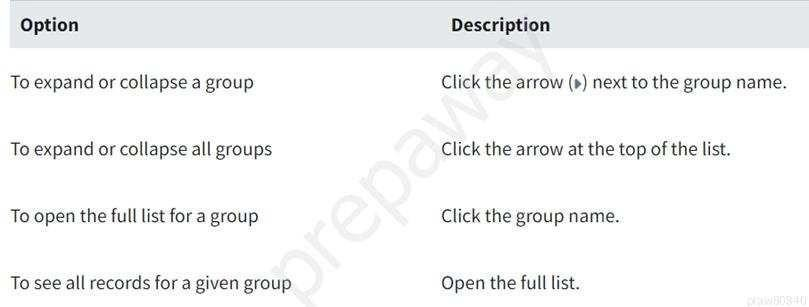 Option Description
To expand or collapse a group Click the arrow (▸) next to the group name.
To expand or collapse all groups Click the arrow at the top of the list.
To open the full list for a group Click the group name.
To see all records for a given group Open the full list.
prepaway